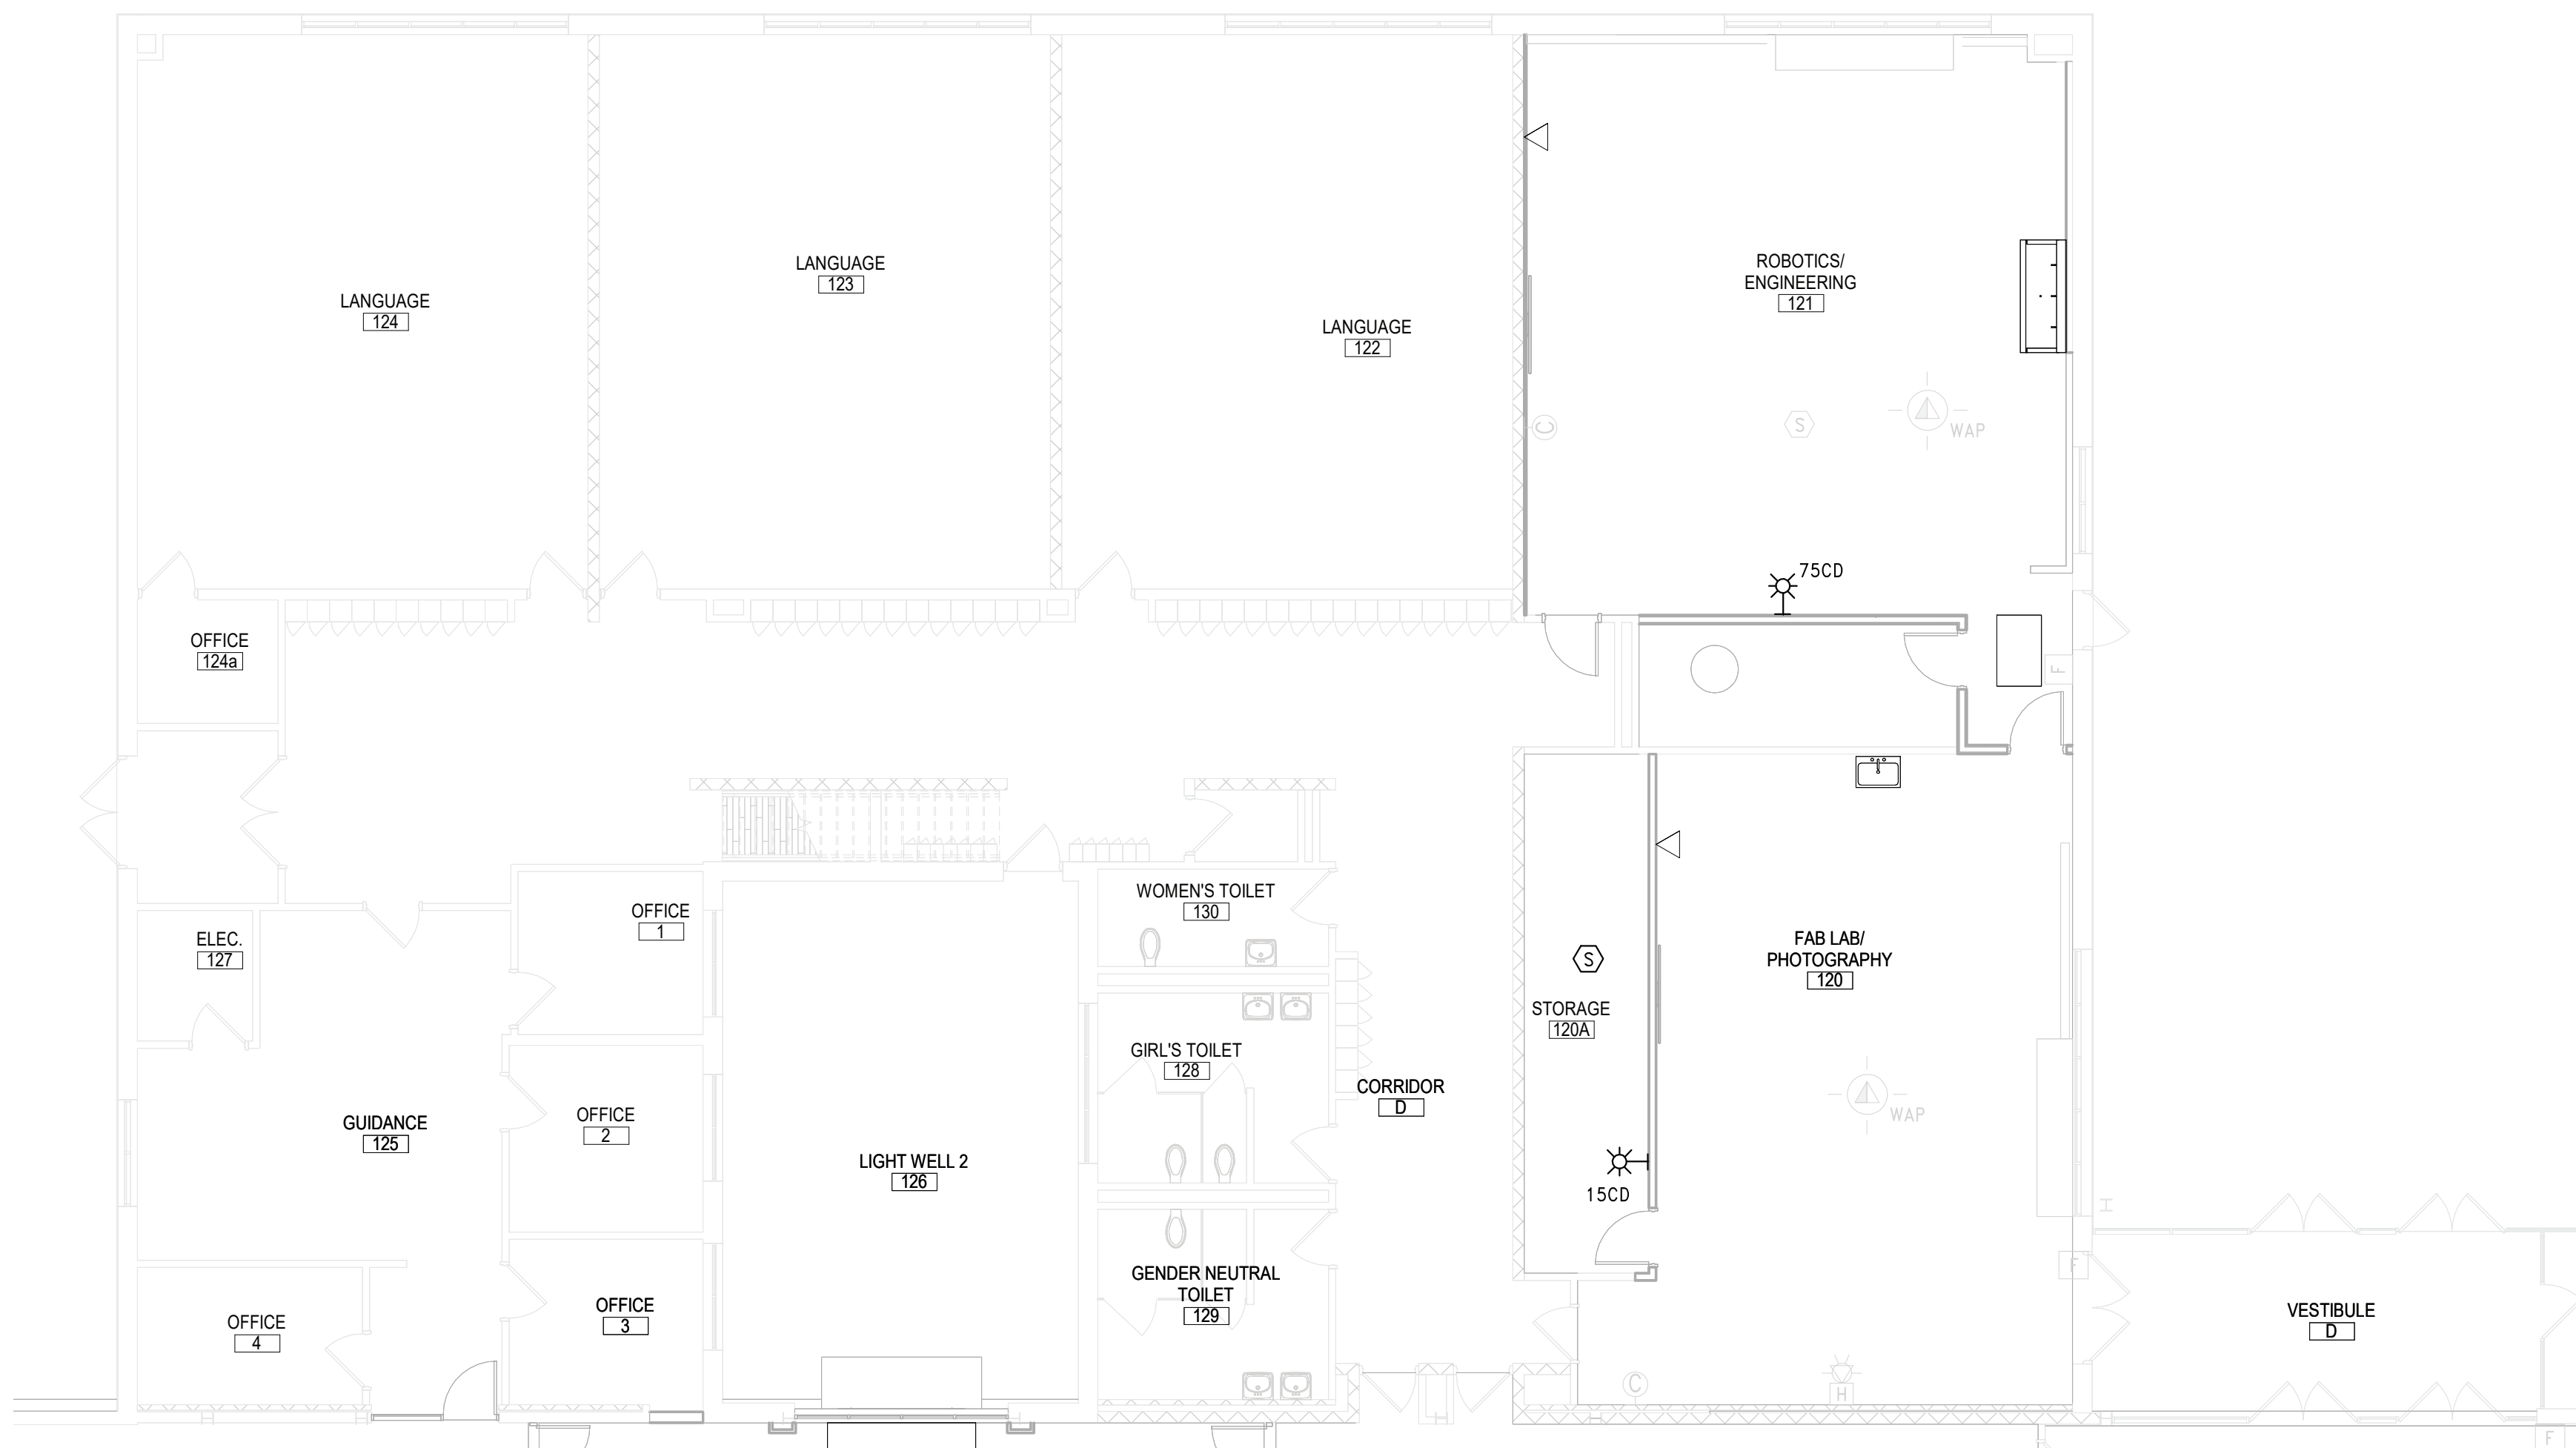 LANGUAGE
124
LANGUAGE
123
LANGUAGE
122
ROBOTICS/
ENGINEERING
121
C
S
WAP
75CD
OFFICE
124a
F
OFFICE
1
WOMEN'S TOILET
130
ELEC.
127
FAB LAB/
PHOTOGRAPHY
120
S
STORAGE
120A
GIRL'S TOILET
128
CORRIDOR
D
WAP
GUIDANCE
125
OFFICE
2
LIGHT WELL 2
126
15CD
H
F
GENDER NEUTRAL
TOILET
129
OFFICE
3
OFFICE
4
VESTIBULE
D
C
H
F